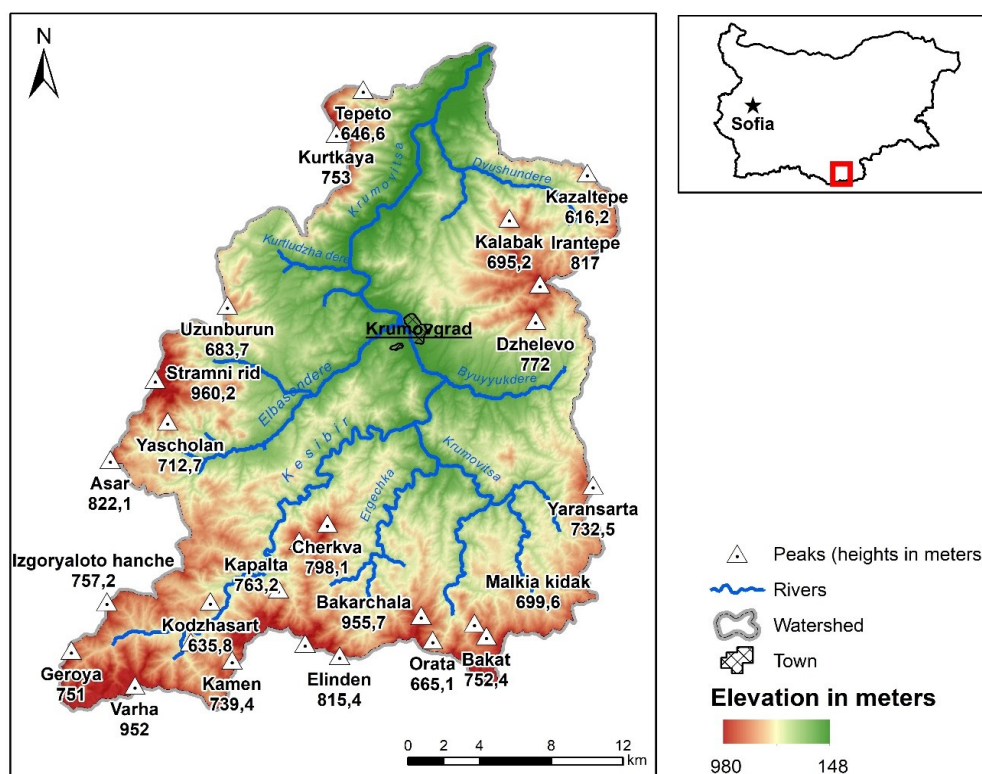 N
Tepeto
646,6
Kurtkaya
753
Krumovitsa
Dyushundere
Kazaltepe
616,2
Kalabak
695,2
Irantepe
817
Kurtludzha dere
Uzunburun
683,7
Krumovgrad
Dzhelevo
772
Stramni rid
960,2
Elbasandere
Byuyyukdere
Yascholan
712,7
Kesibir
Krumovitsa
Asar
822,1
Ergechka
Yaransarta
732,5
Cherkva
798,1
Izgoryaloto hanche
757,2
Kapalta
763,2
Malkia kidak
699,6
Bakarchala
955,7
Kodzhasart
635,8
Geroya
751
Kamen
739,4
Elinden
815,4
Orata
665,1
Bakat
752,4
Varha
952
0 2 4 8 12
km
Sofia
Peaks (heights in meters
Rivers
Watershed
Town
Elevation in meters
980 148